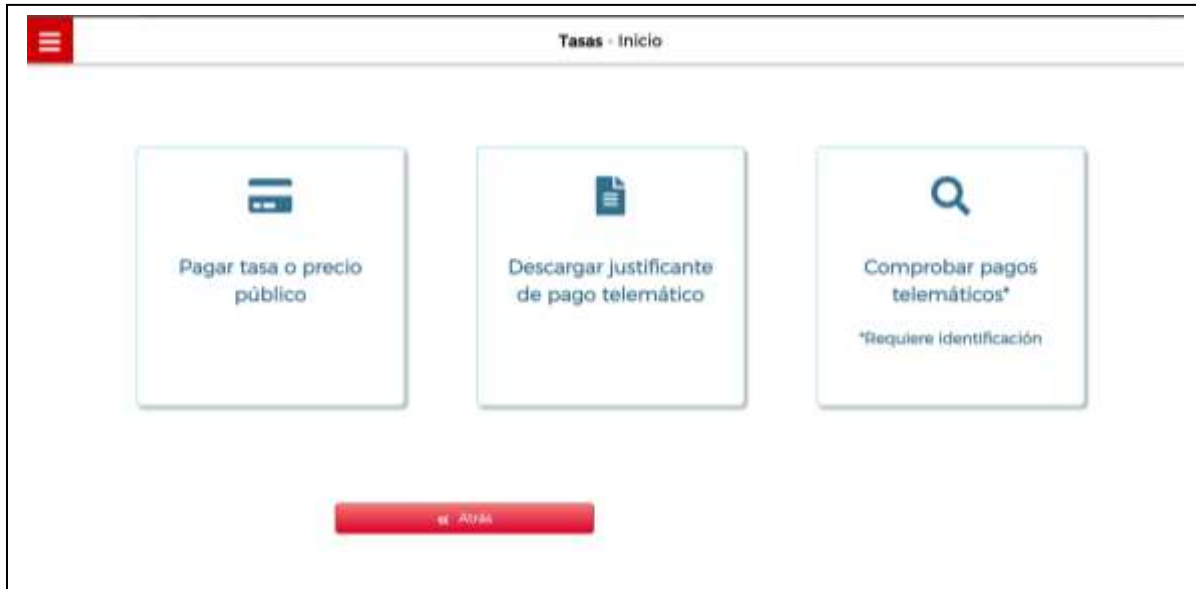 Tasas - Inicio
Pagar tasa o precio
público
Descargar justificante
de pago telemático
Comprobar pagos
telemáticos*
*Requiere identificación
« Atrás